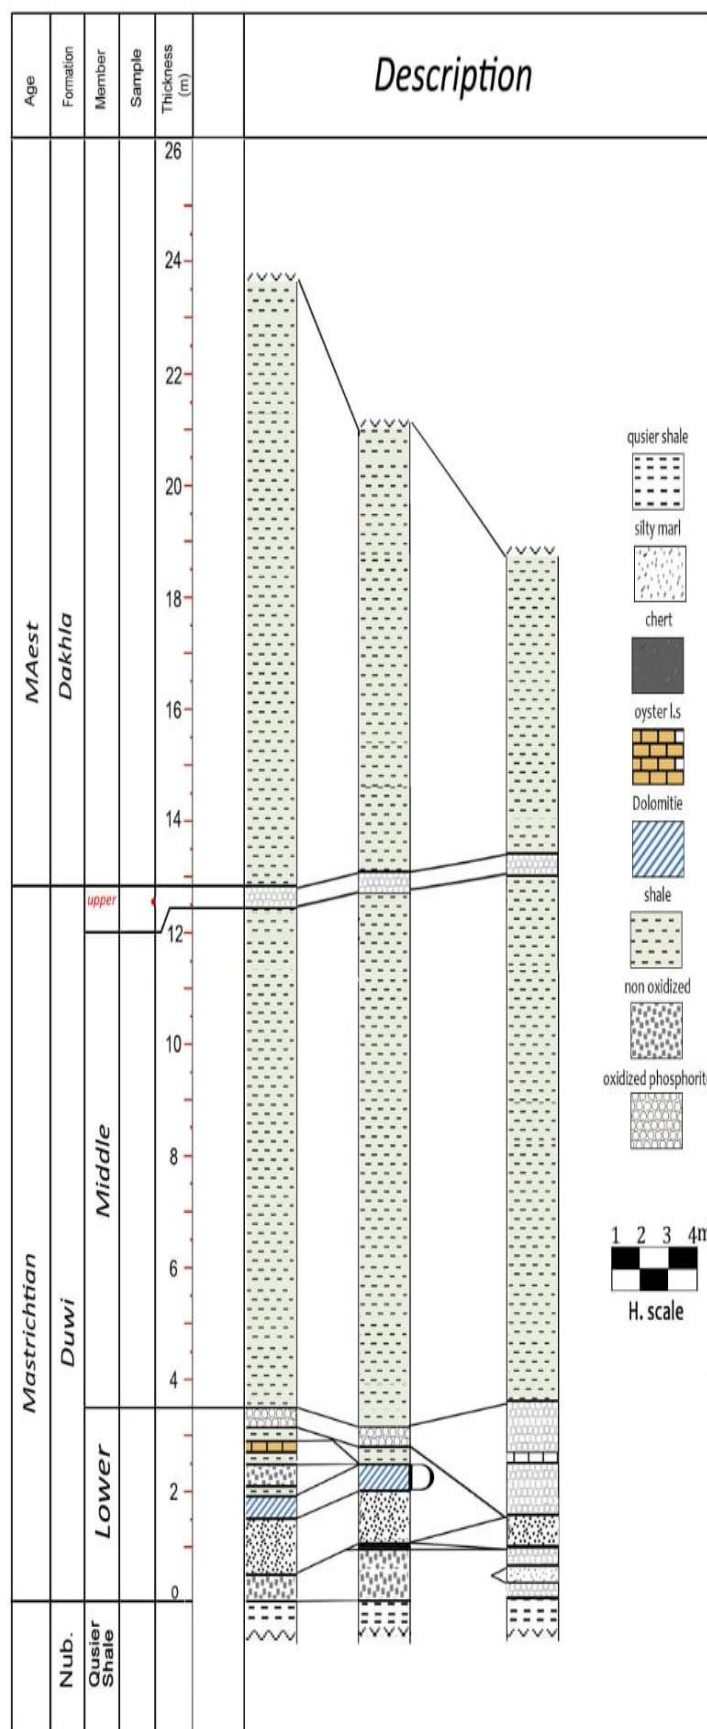 Age
Formation
Member
Sample
Thickness
(m)
Description
26
24
22
20
18
16
14
12
10
8
6
4
2
0
MAest
Dakhla
upper
Mastrichtian
Duwi
Middle
Lower
Nub.
Qusier
Shale
D
qusier shale
silty marl
chert
oyster l.s
Dolomitie
shale
non oxidized
oxidized phosphorit
1 2 3 4m
H. scale